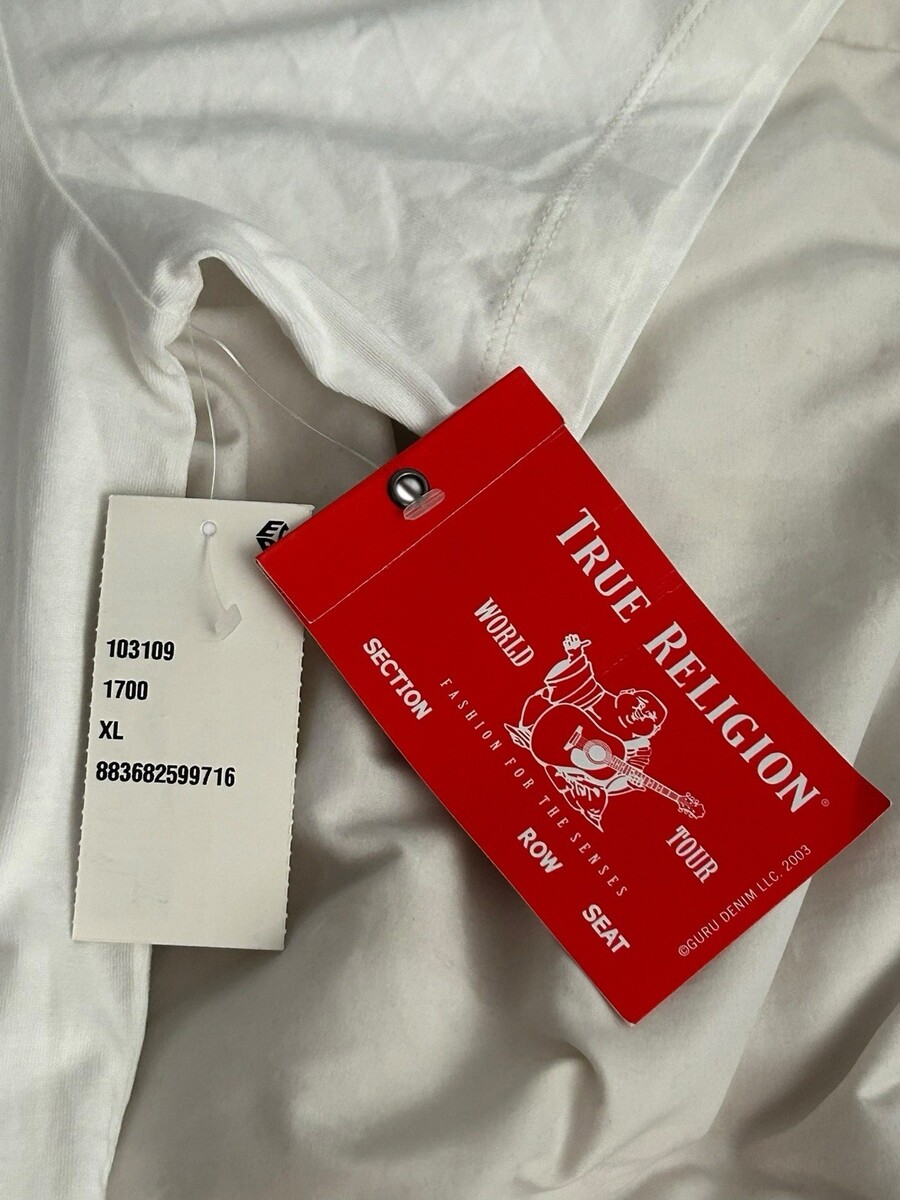 103109
1700
XL
883682599716
TRUE RELIGION®
WORLD
TOUR
FASHION FOR THE SENSES
SECTION
ROW
SEAT
©GURU DENIM LLC. 2003